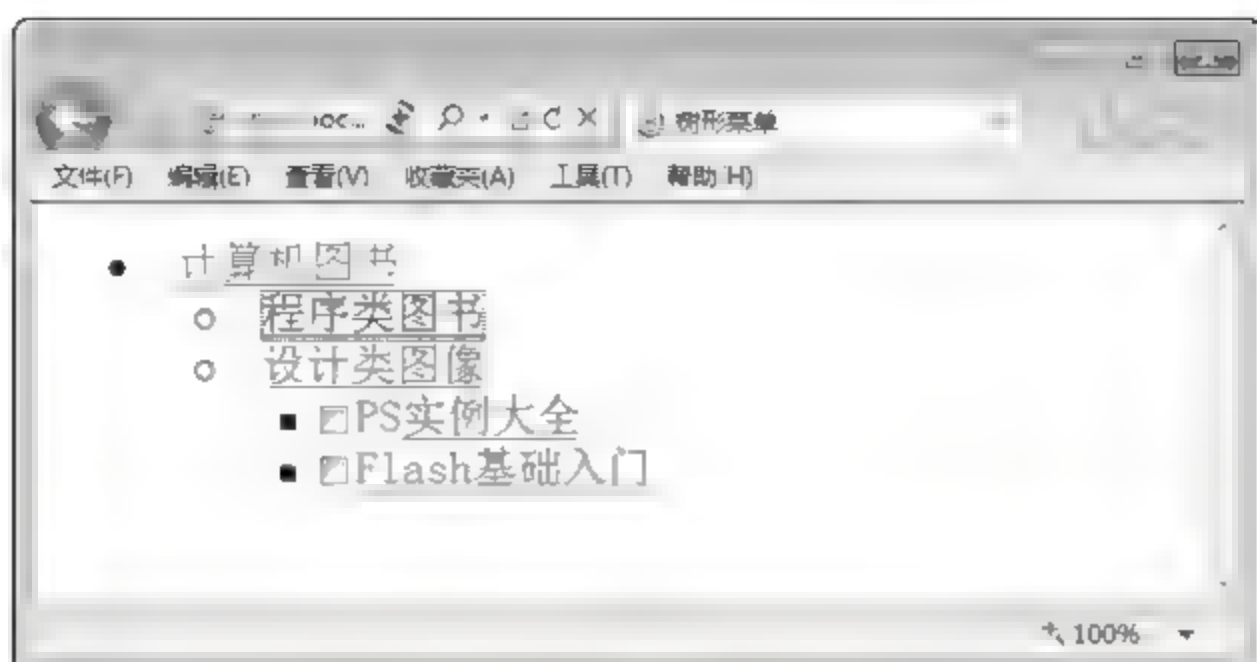 树形菜单
文件(F) 编辑(E) 查看(V) 收藏夹(A) 工具(T) 帮助(H)
计算机图书
程序类图书
设计类图像
PS实例大全
Flash基础入门
100%